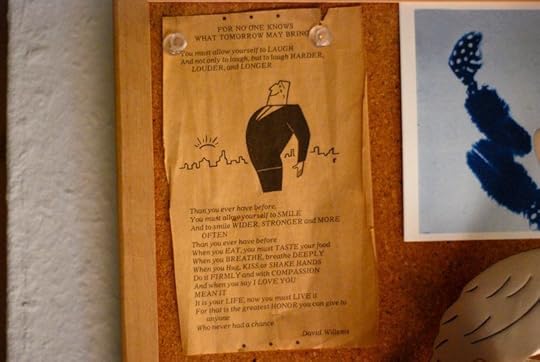 FOR NO ONE KNOWS
WHAT TOMORROW MAY BRING
You must allow yourself to LAUGH
And not only to laugh, but to laugh HARDER,
LOUDER, and LONGER
Than you ever have before,
You must allow yourself to SMILE
And to smile WIDER, STRONGER and MORE
OFTEN
Than you ever have before
When you EAT, you must TASTE your food
When you BREATHE, breathe DEEPLY
When you HUG, KISS or SHAKE HANDS
Do it FIRMLY and with COMPASSION
And when you say I LOVE YOU
MEAN IT
It is your LIFE, now you must LIVE it
For that is the greatest HONOR you can give to
anyone
Who never had a chance
David Willems